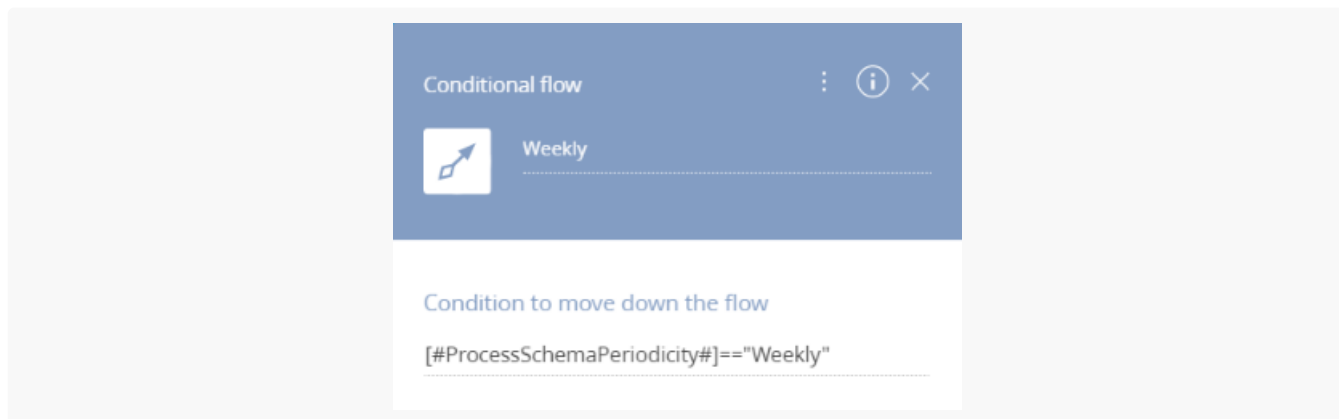 Conditional flow
Weekly
Condition to move down the flow
[#ProcessSchemaPeriodicity#]=="Weekly"